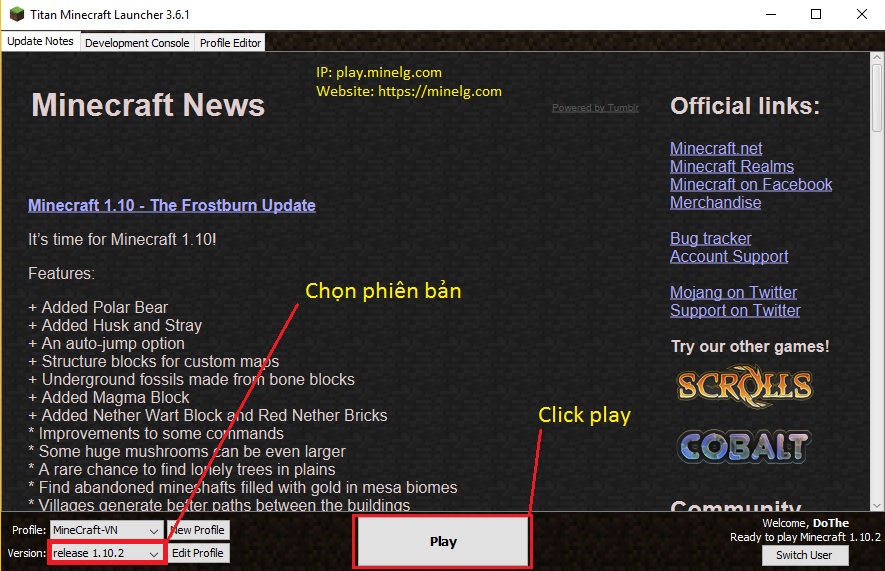 Titan Minecraft Launcher 3.6.1
Update Notes
Development Console
Profile Editor
IP: play.minelg.com
Website: https://minelg.com
Minecraft News
Powered by Tumblr
Minecraft 1.10 - The Frostburn Update
It's time for Minecraft 1.10!
Features:
+ Added Polar Bear
+ Added Husk and Stray
+ An auto-jump option
+ Structure blocks for custom maps
+ Underground fossils made from bone blocks
+ Added Magma Block
+ Added Nether Wart Block and Red Nether Bricks
* Improvements to some commands
* Some huge mushrooms can be even larger
* A rare chance to find lonely trees in plains
* Find abandoned mineshafts filled with gold in mesa biomes
* Villages generate better paths between the buildings
Chọn phiên bản
Click play
Official links:
Minecraft.net
Minecraft Realms
Minecraft on Facebook
Merchandise
Bug tracker
Account Support
Mojang on Twitter
Support on Twitter
Try our other games!
SCROLLS
COBALT
Community
Profile: MineCraft-VN
New Profile
Version: release 1.10.2
Edit Profile
Play
Welcome, DoThe
Ready to play Minecraft 1.10.2
Switch User